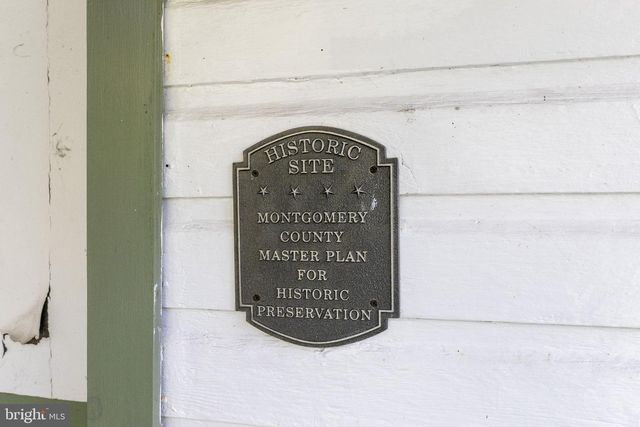 HISTORIC
SITE
MONTGOMERY
COUNTY
MASTER PLAN
FOR
HISTORIC
PRESERVATION
bright MLS